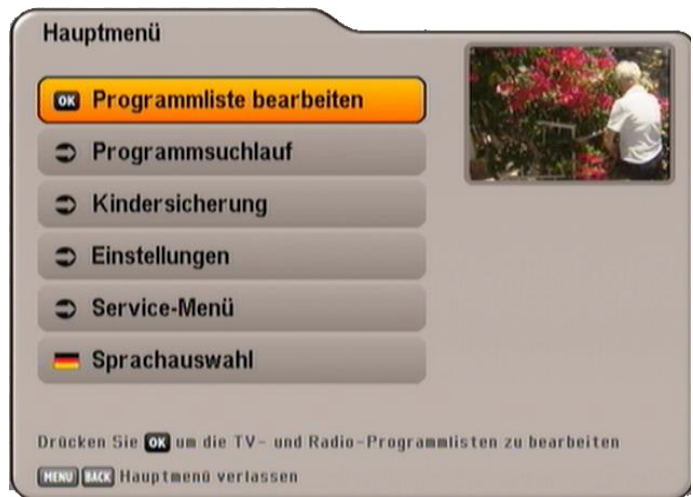 Hauptmenü
OK Programmliste bearbeiten
Programmsuchlauf
Kindersicherung
Einstellungen
Service-Menü
Sprachauswahl
Drücken Sie OK um die TV- und Radio-Programmlisten zu bearbeiten
MENU BACK Hauptmenü verlassen